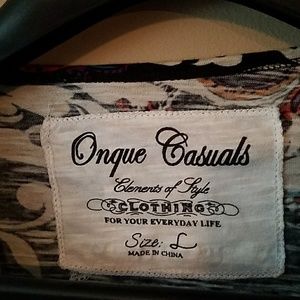 Onque Casuals
Elements of Style
CLOTHING
FOR YOUR EVERYDAY LIFE
Size: L
MADE IN CHINA